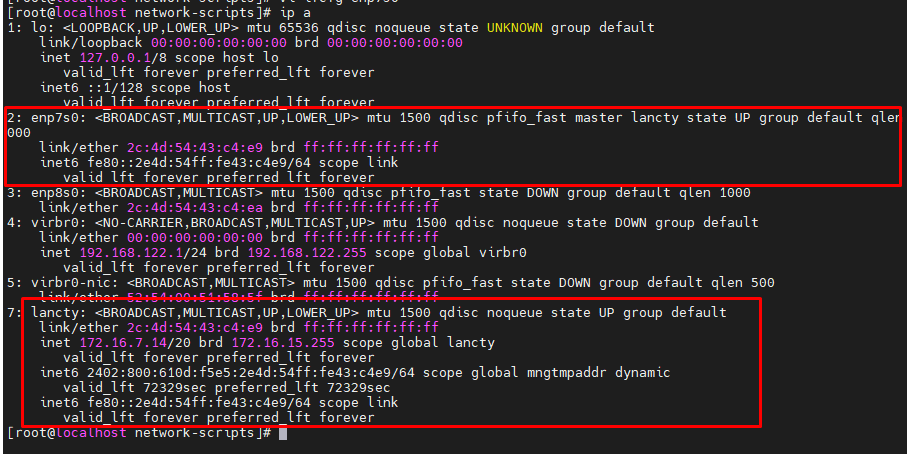 [root@localhost network-scripts]# ip a
1: lo: <LOOPBACK,UP,LOWER_UP> mtu 65536 qdisc noqueue state UNKNOWN group default
link/loopback 00:00:00:00:00:00 brd 00:00:00:00:00:00
inet 127.0.0.1/8 scope host lo
valid_lft forever preferred_lft forever
inet6 ::1/128 scope host
valid_lft forever preferred_lft forever
2: enp7s0: <BROADCAST,MULTICAST,UP,LOWER_UP> mtu 1500 qdisc pfifo_fast master lancty state UP group default qlen
000
link/ether 2c:4d:54:43:c4:e9 brd ff:ff:ff:ff:ff:ff
inet6 fe80::2e4d:54ff:fe43:c4e9/64 scope link
valid_lft forever preferred_lft forever
3: enp8s0: <BROADCAST,MULTICAST> mtu 1500 qdisc pfifo_fast state DOWN group default qlen 1000
link/ether 2c:4d:54:43:c4:ea brd ff:ff:ff:ff:ff:ff
4: virbr0: <NO-CARRIER,BROADCAST,MULTICAST,UP> mtu 1500 qdisc noqueue state DOWN group default
link/ether 00:00:00:00:00:00 brd ff:ff:ff:ff:ff:ff
inet 192.168.122.1/24 brd 192.168.122.255 scope global virbr0
valid_lft forever preferred_lft forever
5: virbr0-nic: <BROADCAST,MULTICAST> mtu 1500 qdisc pfifo_fast state DOWN group default qlen 500
link/ether 52:54:00:51:58:5f brd ff:ff:ff:ff:ff:ff
7: lancty: <BROADCAST,MULTICAST,UP,LOWER_UP> mtu 1500 qdisc noqueue state UP group default
link/ether 2c:4d:54:43:c4:e9 brd ff:ff:ff:ff:ff:ff
inet 172.16.7.14/20 brd 172.16.15.255 scope global lancty
valid_lft forever preferred_lft forever
inet6 2402:800:610d:f5e5:2e4d:54ff:fe43:c4e9/64 scope global mngtmpaddr dynamic
valid_lft 72329sec preferred_lft 72329sec
inet6 fe80::2e4d:54ff:fe43:c4e9/64 scope link
valid_lft forever preferred_lft forever
[root@localhost network-scripts]#